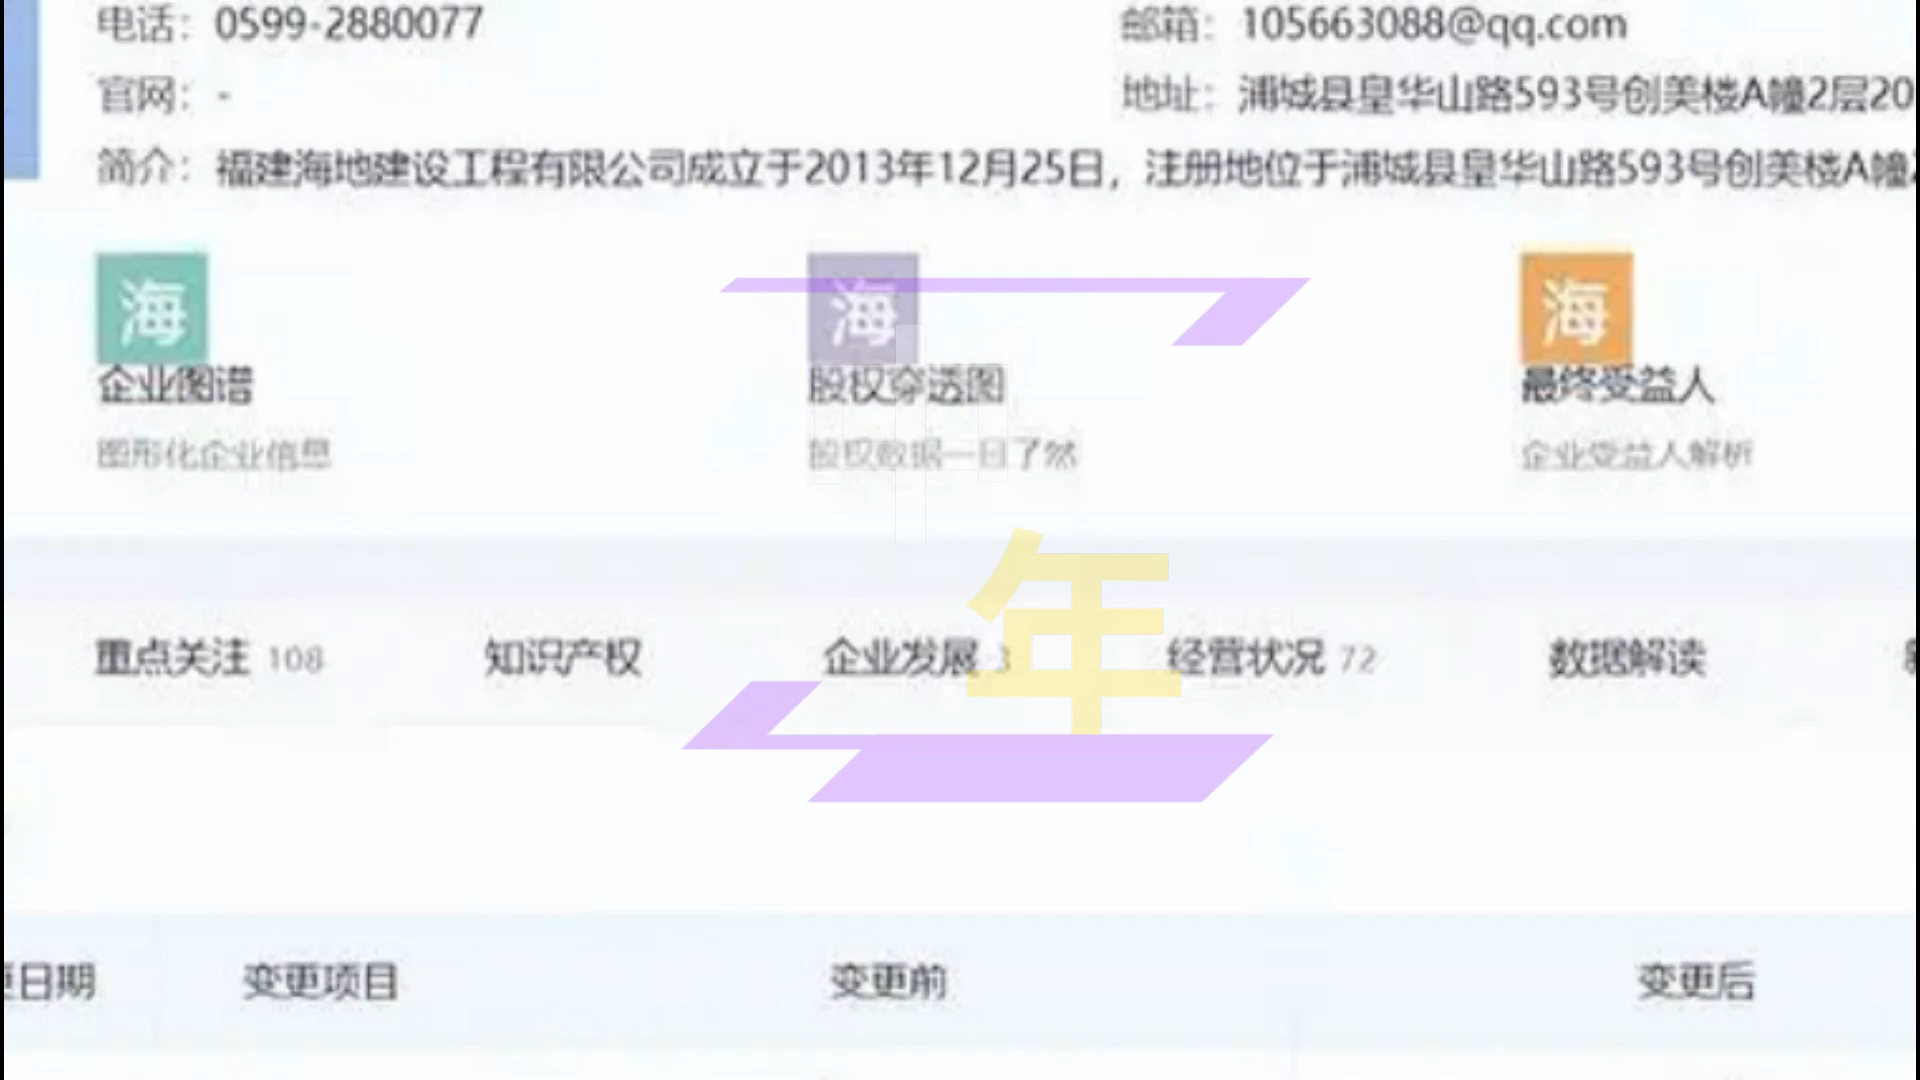 电话：0599-2880077
邮箱：105663088@qq.com
官网：-
地址：浦城县皇华山路593号创美楼A幢2层20
简介：福建海地建设工程有限公司成立于2013年12月25日，注册地位于浦城县皇华山路593号创美楼A幢
海
海
海
企业图谱
股权穿透图
最终受益人
图形化企业信息
股权数据一目了然
企业受益人解析
年
重点关注 108
知识产权
企业发展 3
经营状况 72
数据解读
更日期
变更项目
变更前
变更后